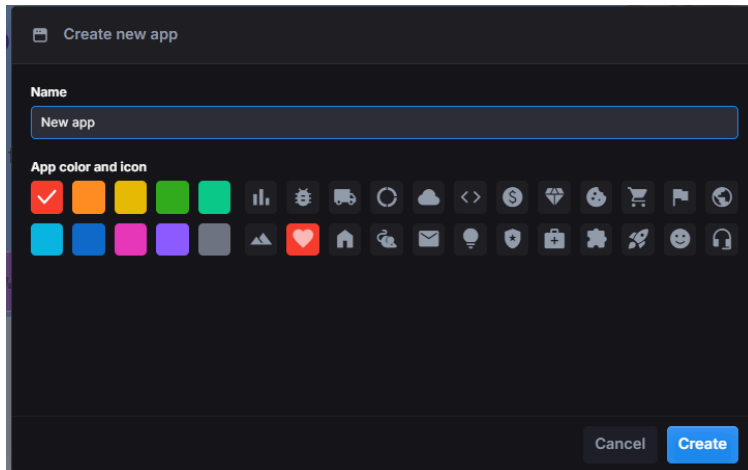 Create new app
Name
New app
App color and icon
Cancel
Create